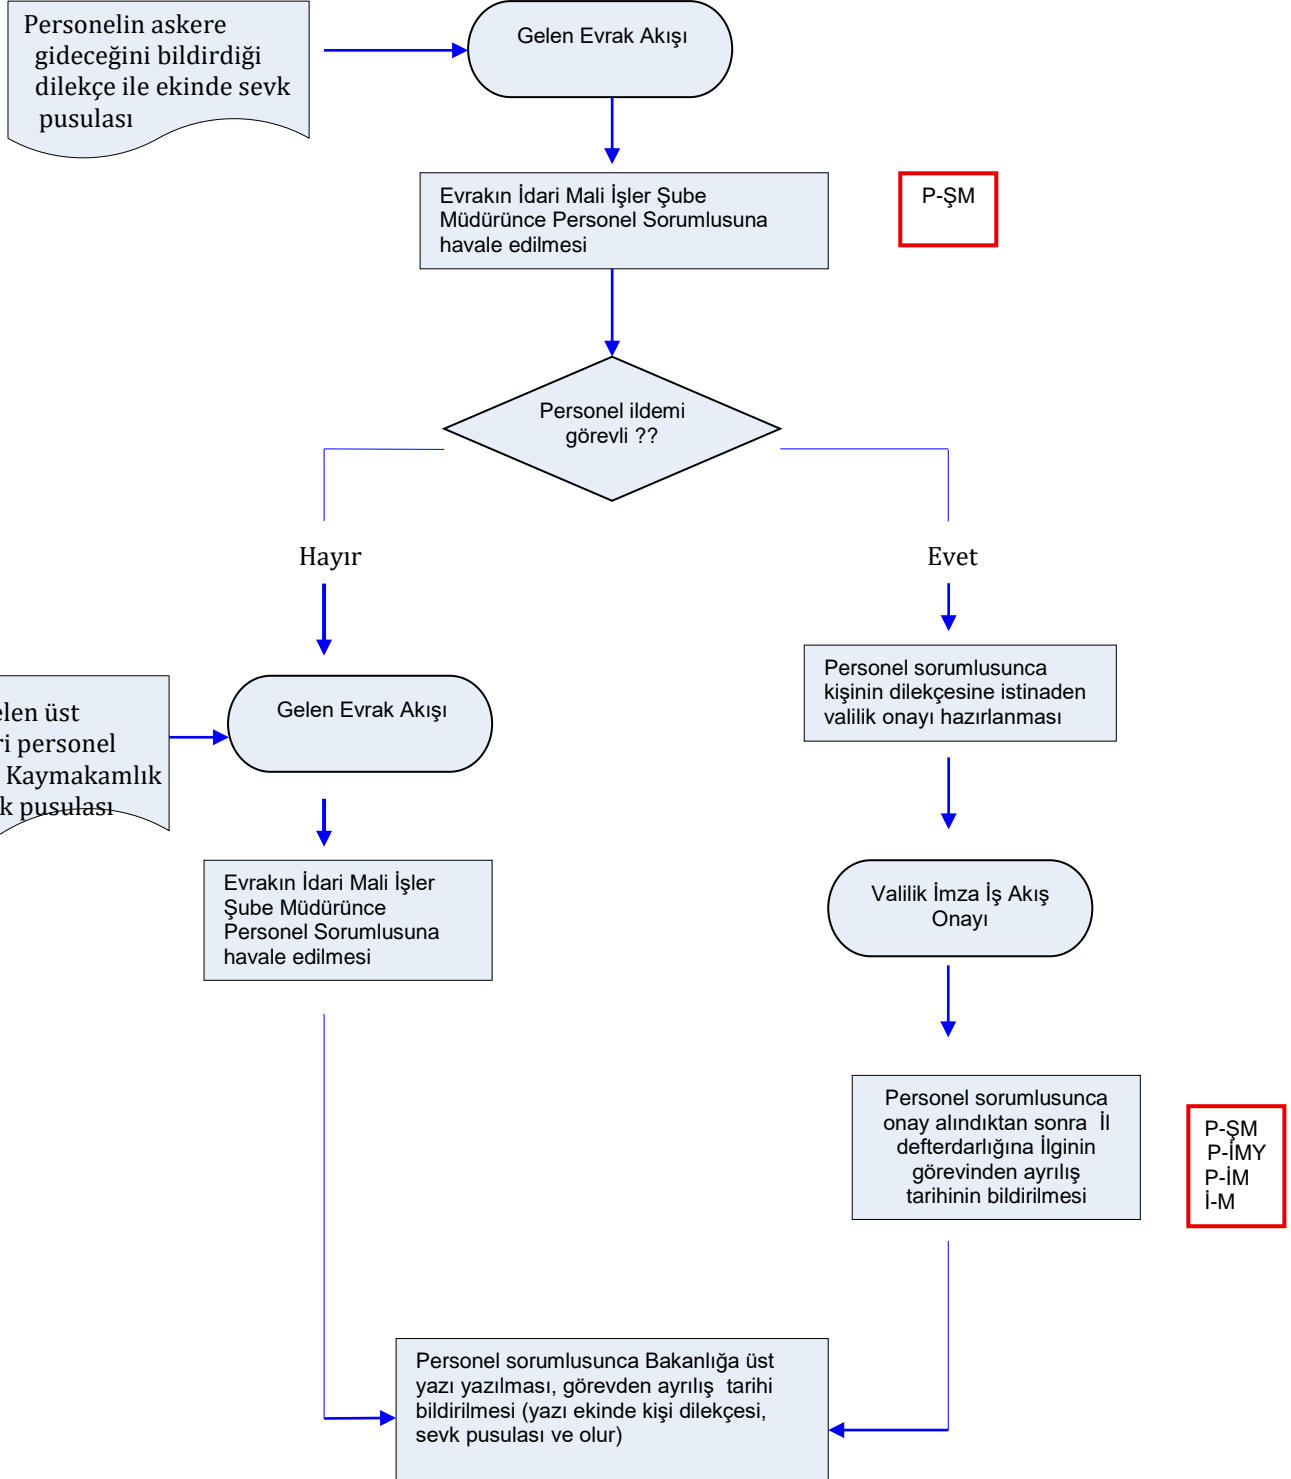 Personelin askere
gideceğini bildirdiği
dilekçe ile ekinde sevk
pusulası
Gelen Evrak Akışı
Evrakın İdari Mali İşler Şube
Müdürünce Personel Sorumlusuna
havale edilmesi
P-ŞM
Personel ildemi
görevli ??
Hayır
Evet
üst
personel
Kaymakamlık
pusulası
Gelen Evrak Akışı
Personel sorumlusunca
kişinin dilekçesine istinaden
valilik onayı hazırlanması
Evrakın İdari Mali İşler
Şube Müdürünce
Personel Sorumlusuna
havale edilmesi
Valilik İmza İş Akış
Onayı
Personel sorumlusunca
onay alındıktan sonra İl
defterdarlığına İlginin
görevinden ayrılış
tarihinin bildirilmesi
P-ŞM
P-İMY
P-İM
İ-M
Personel sorumlusunca Bakanlığa üst
yazı yazılması, görevden ayrılış tarihi
bildirilmesi (yazı ekinde kişi dilekçesi,
sevk pusulası ve olur)